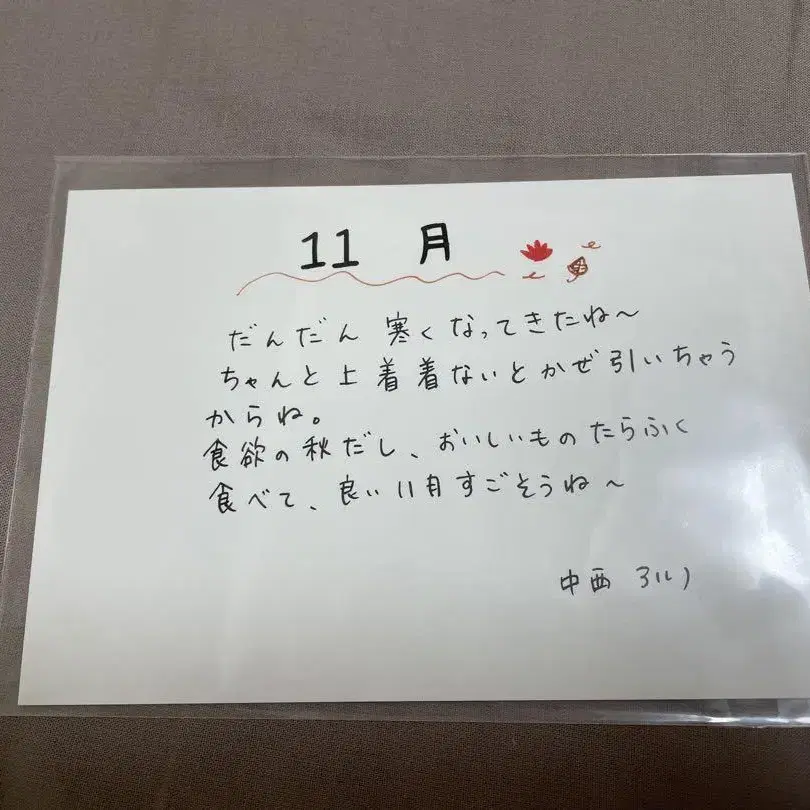 11 月
だんだん寒くなってきたね〜
ちゃんと上着着ないとかぜ引いちゃう
からね。
食欲の秋だし、おいしいものたらふく
食べて、良い11月すごそうね〜
中西 アルノ